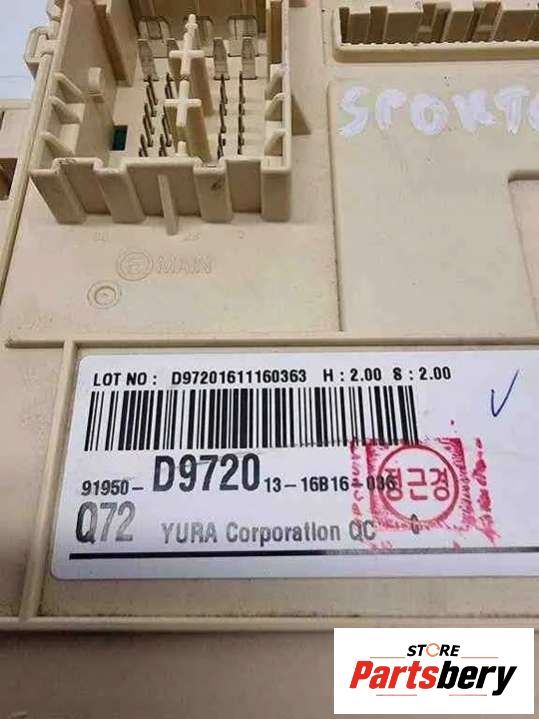 SPORT
MAIN
LOT NO : D97201611160363 H : 2.00 S : 2.00
91950-D9720 13-16B16-036
정근경
Q72 YURA Corporation QC
STORE
Partsbery